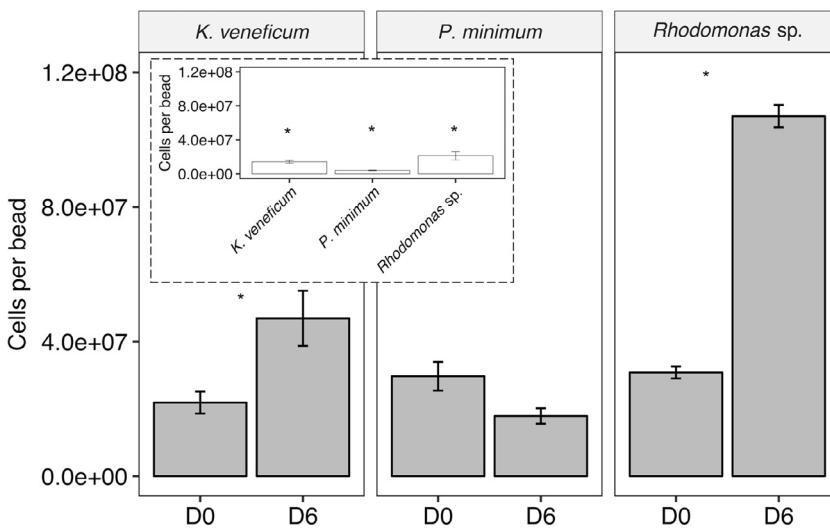 K. veneficum P. minimum Rhodomonas sp.
Cells per bead
1.2e+08
8.0e+07
4.0e+07
0.0e+00
*
Cells per bead
1.2e+08
8.0e+07
4.0e+07
0.0e+00
* * *
K. veneficum
P. minimum
Rhodomonas sp.
*
D0 D6 D0 D6 D0 D6